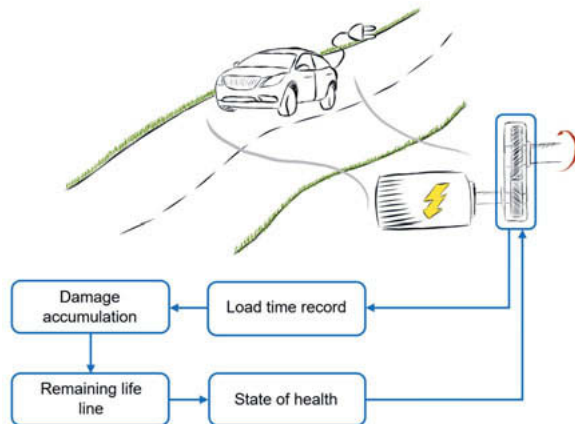 Damage
accumulation
Load time record
Remaining life
line
State of health